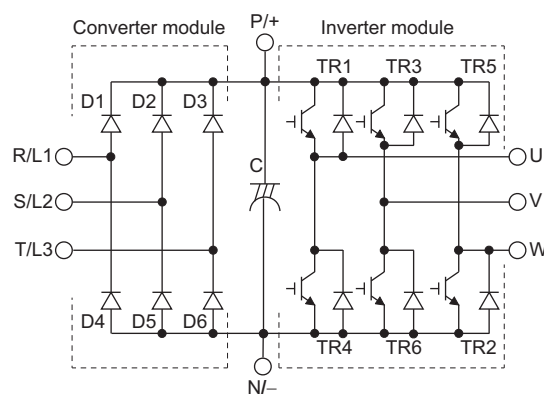 Converter module
P/+
Inverter module
D1
D2
D3
TR1
TR3
TR5
R/L1
C
U
S/L2
V
T/L3
W
D4
D5
D6
TR4
TR6
TR2
N/−